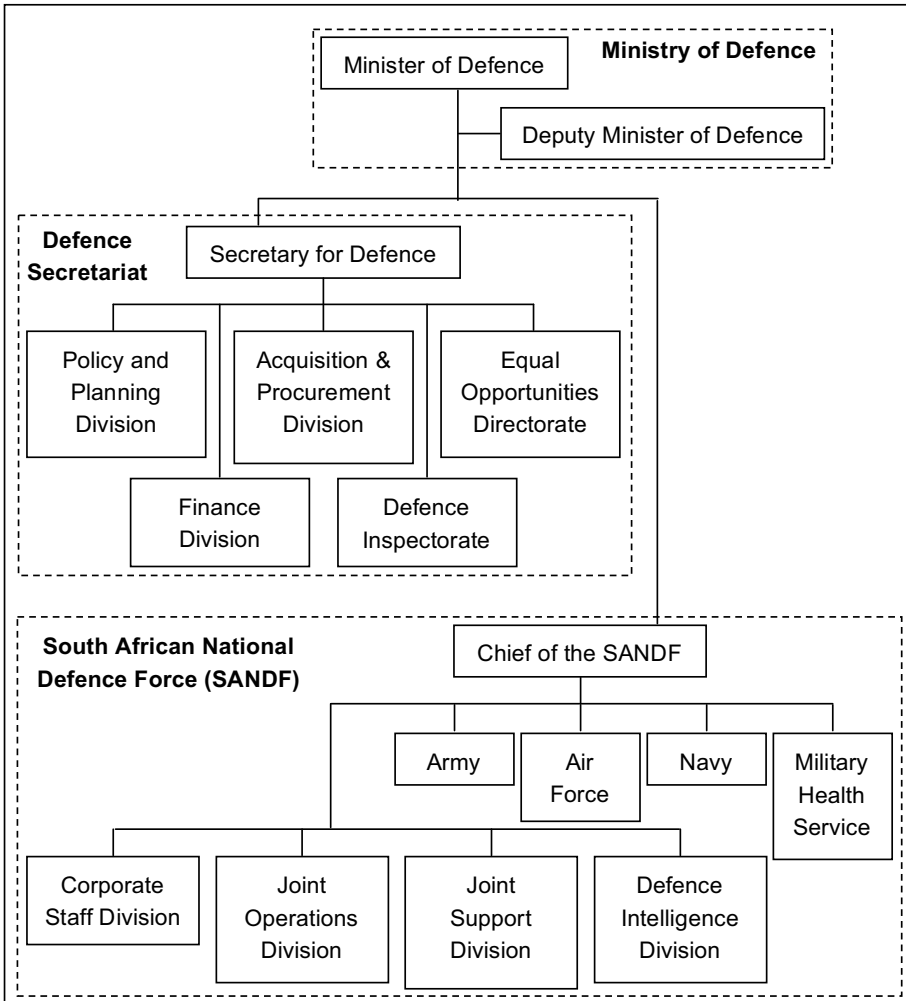 Ministry of Defence
Minister of Defence
Deputy Minister of Defence
Defence
Secretariat
Secretary for Defence
Policy and
Planning
Division
Acquisition &
Procurement
Division
Equal
Opportunities
Directorate
Finance
Division
Defence
Inspectorate
South African National
Defence Force (SANDF)
Chief of the SANDF
Army
Air
Force
Navy
Military
Health
Service
Corporate
Staff Division
Joint
Operations
Division
Joint
Support
Division
Defence
Intelligence
Division